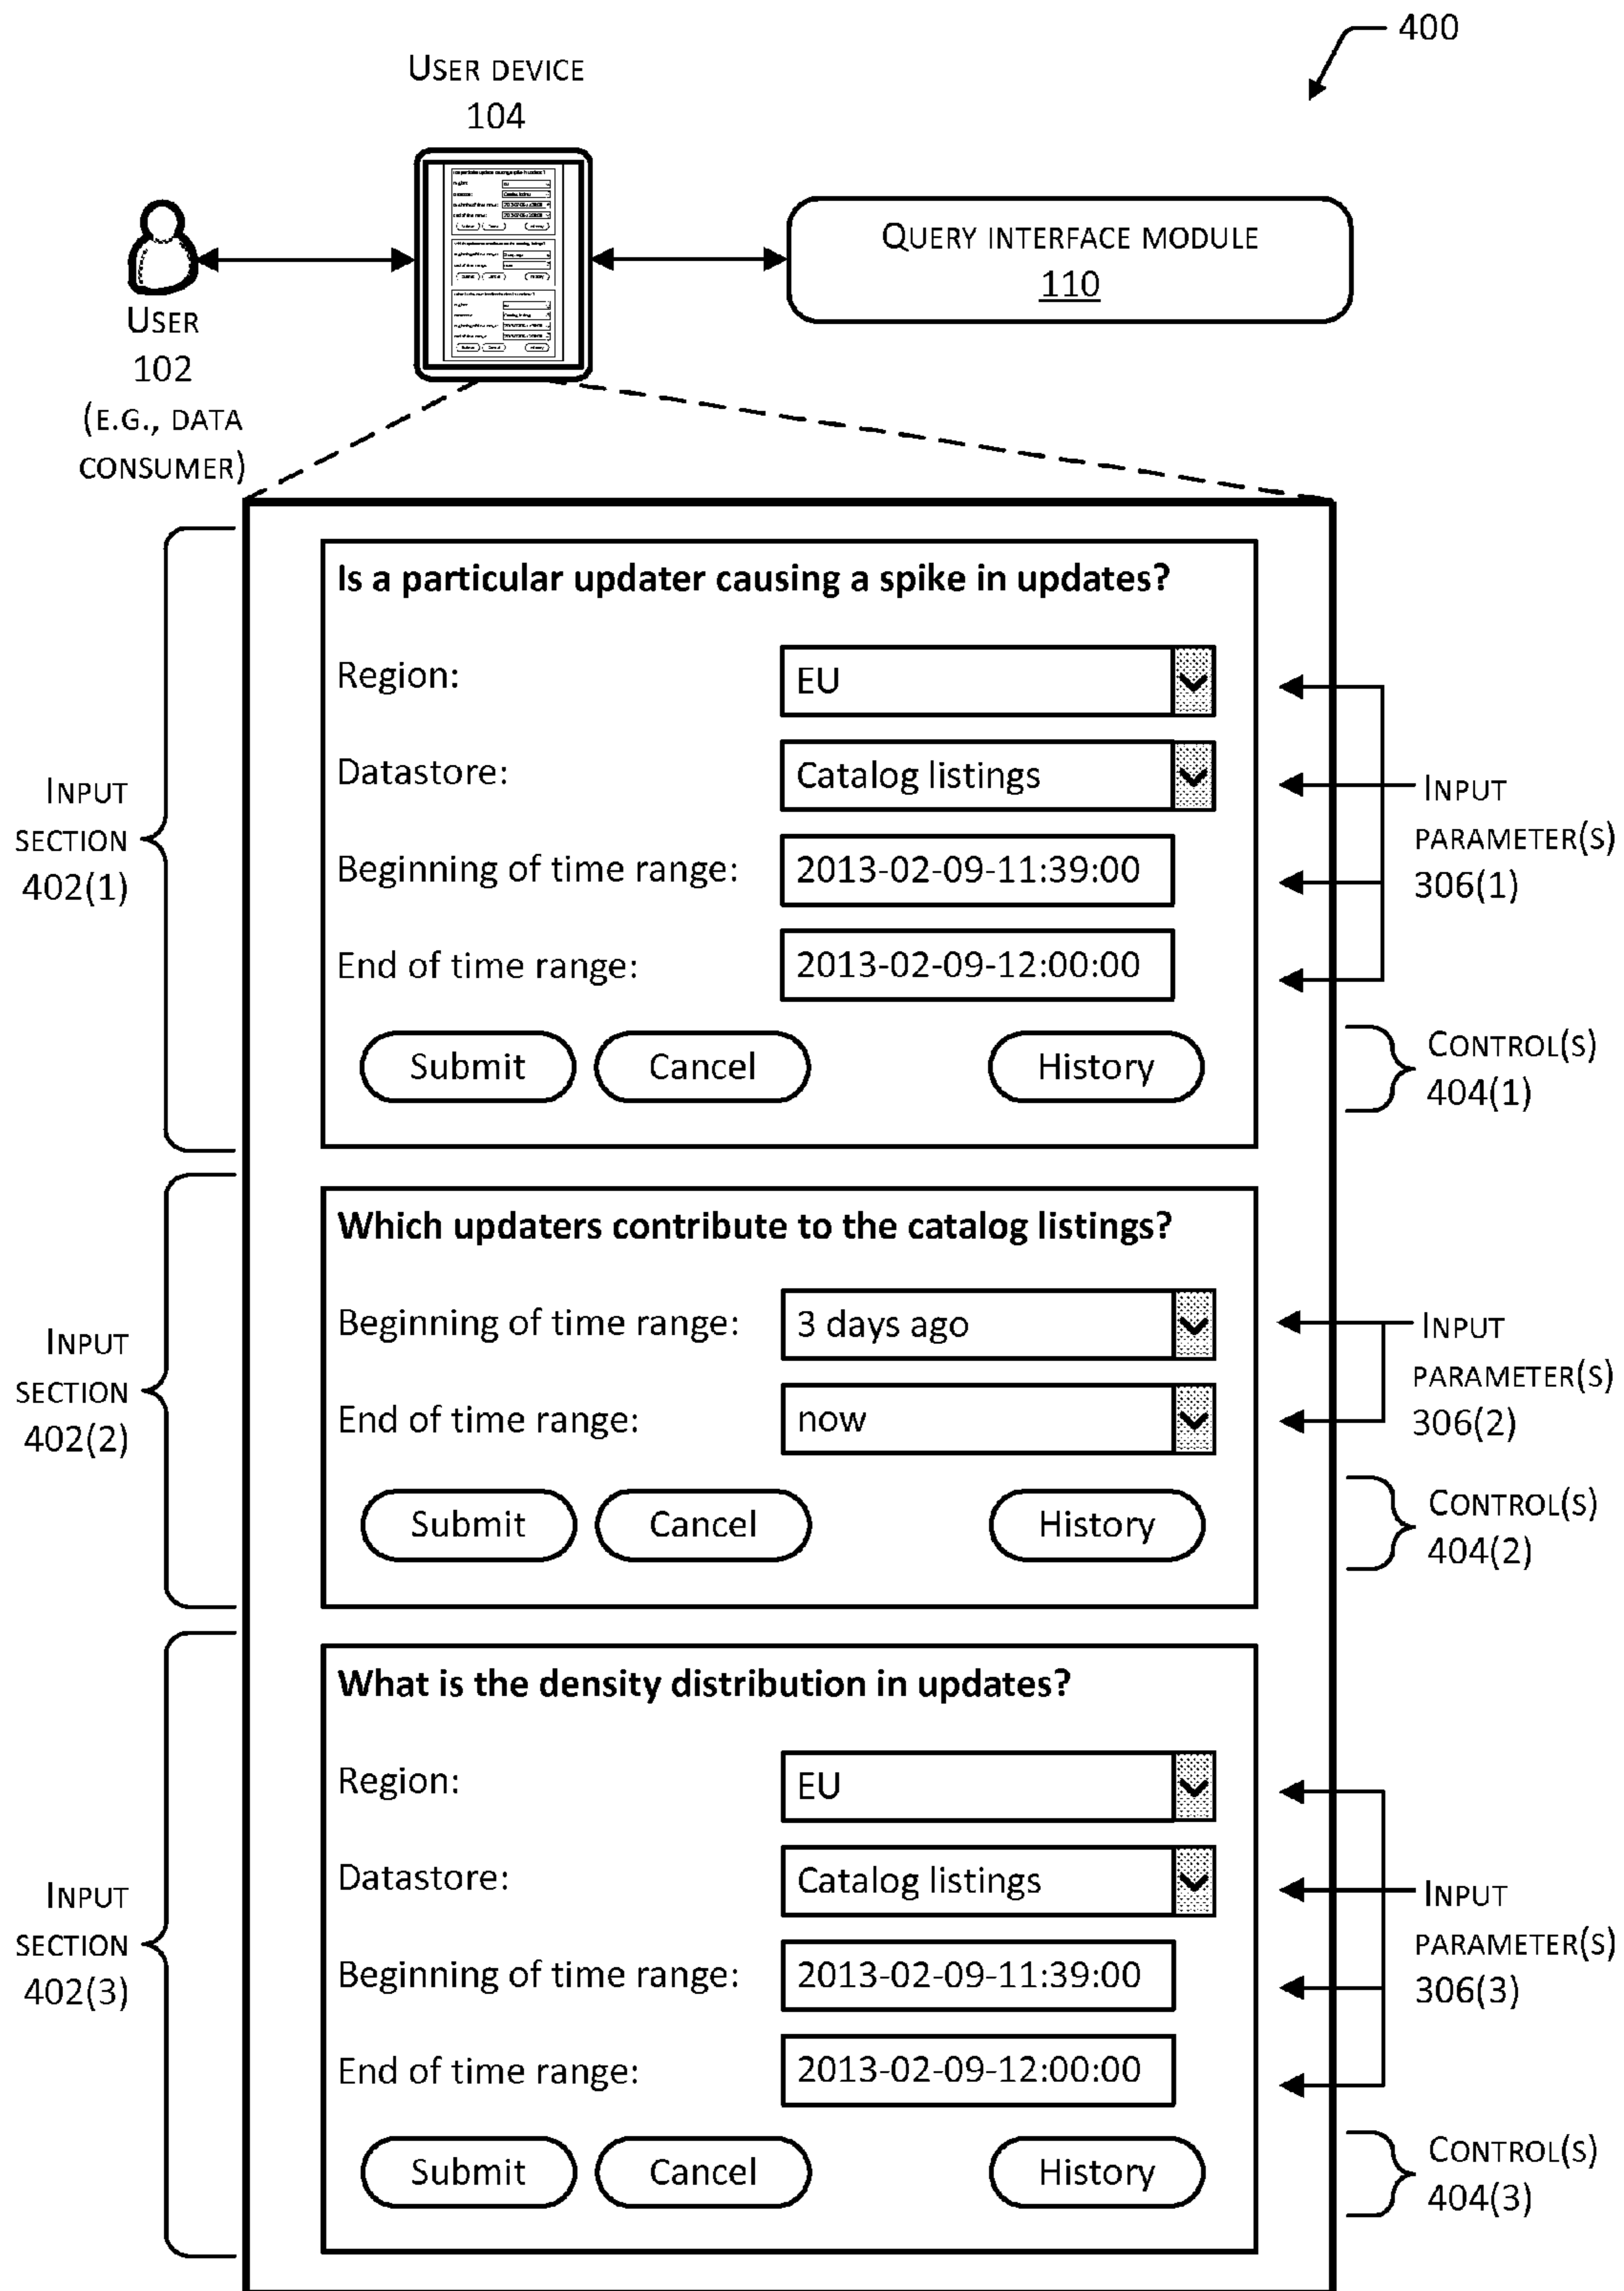 400
USER DEVICE
104
QUERY INTERFACE MODULE
110
USER
102
(E.G., DATA
CONSUMER)
INPUT
SECTION
402(1)
Is a particular updater causing a spike in updates?
Region:
EU
Datastore:
Catalog listings
Beginning of time range:
2013-02-09-11:39:00
End of time range:
2013-02-09-12:00:00
Submit
Cancel
History
INPUT
PARAMETER(S)
306(1)
CONTROL(S)
404(1)
INPUT
SECTION
402(2)
Which updaters contribute to the catalog listings?
Beginning of time range:
3 days ago
End of time range:
now
Submit
Cancel
History
INPUT
PARAMETER(S)
306(2)
CONTROL(S)
404(2)
INPUT
SECTION
402(3)
What is the density distribution in updates?
Region:
EU
Datastore:
Catalog listings
Beginning of time range:
2013-02-09-11:39:00
End of time range:
2013-02-09-12:00:00
Submit
Cancel
History
INPUT
PARAMETER(S)
306(3)
CONTROL(S)
404(3)